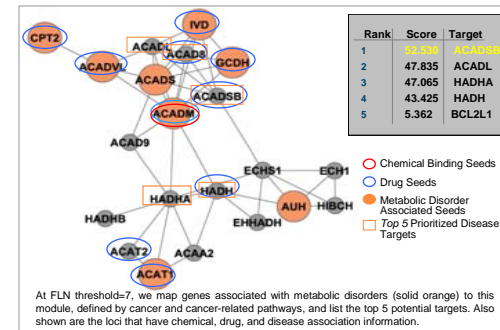 IVD
CPT2
ACADL
ACAD8
ACADVL
GCDH
ACADS
ACADSB
ACADM
ACAD9
ECHS1
ECH1
HADHA
HADH
AUH
HIBCH
HADHB
EHHADH
ACAT2
ACAA2
ACAT1
Rank Score Target
1 52.530 ACADSB
2 47.835 ACADL
3 47.065 HADHA
4 43.425 HADH
5 5.362 BCL2L1
Chemical Binding Seeds
Drug Seeds
Metabolic Disorder
Associated Seeds
Top 5 Prioritized Disease
Targets
At FLN threshold=7, we map genes associated with metabolic disorders (solid orange) to this
module, defined by cancer and cancer-related pathways, and list the top 5 potential targets. Also
shown are the loci that have chemical, drug, and disease association information.